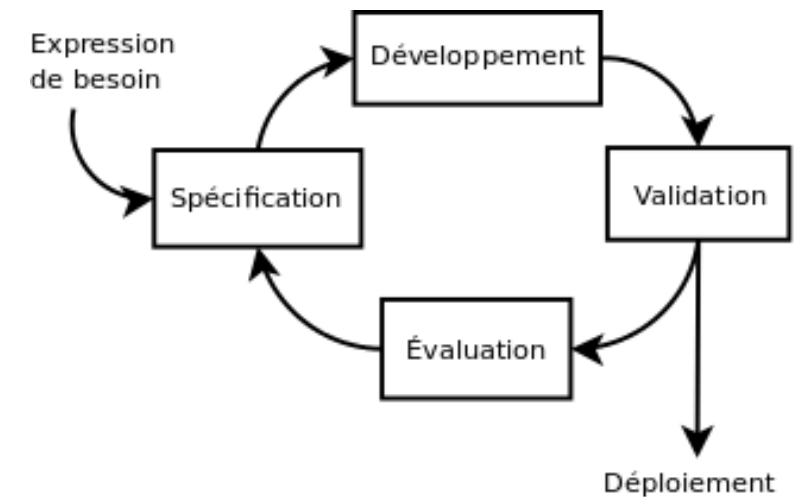 Expression
de besoin
Développement
Spécification
Validation
Évaluation
Déploiement